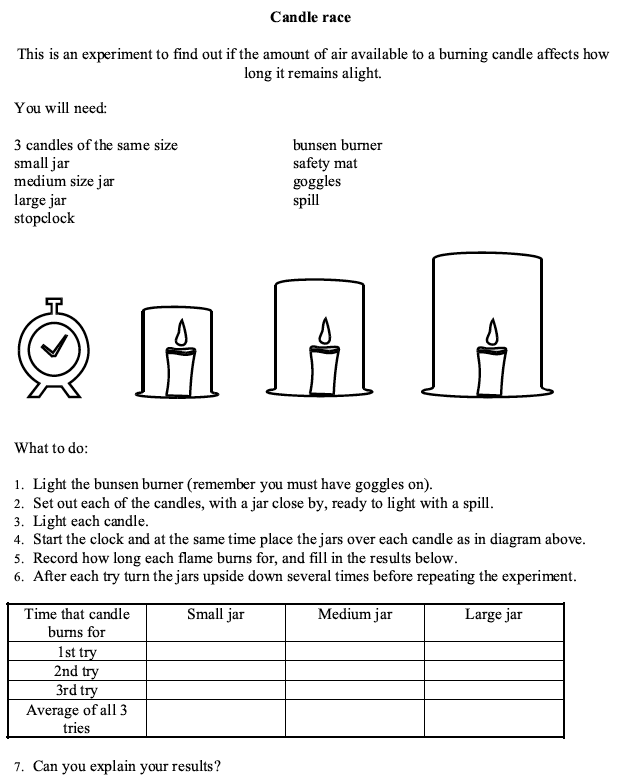 Candle race
This is an experiment to find out if the amount of air available to a burning candle affects how
long it remains alight.
You will need:
3 candles of the same size
small jar
medium size jar
large jar
stopclock
bunsen burner
safety mat
goggles
spill
What to do:
1. Light the bunsen burner (remember you must have goggles on).
2. Set out each of the candles, with a jar close by, ready to light with a spill.
3. Light each candle.
4. Start the clock and at the same time place the jars over each candle as in diagram above.
5. Record how long each flame burns for, and fill in the results below.
6. After each try turn the jars upside down several times before repeating the experiment.
Time that candle burns for Small jar Medium jar Large jar
1st try
2nd try
3rd try
Average of all 3
tries
7. Can you explain your results?